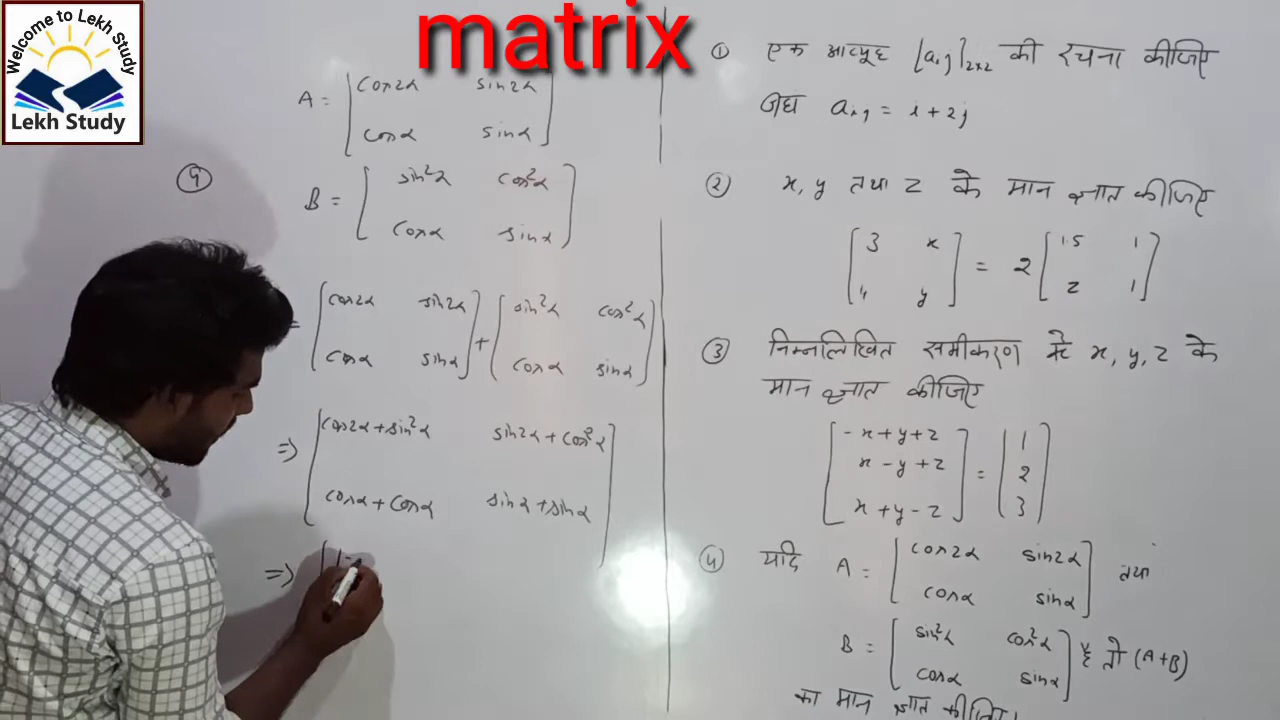 Welcome to Lekh Study
Lekh Study
matrix
A = [cos2α sin2α
cosα sinα]
④
B = [sin²α cos²α
cosα sinα]
= [cos2α sin2α
cosα sinα] + [sin²α cos²α
cosα sinα]
=> [cos2α+sin²α sin2α+cos²α
cosα+cosα sinα+sinα]
=> [1-
① एक आव्यूह [aij]2x2 की रचना कीजिए
जहाँ aij = i + 2j
② x, y तथा z के मान ज्ञात कीजिए
[3 x
4 y] = 2 [1.5 1
2 1]
③ निम्नलिखित समीकरण से x, y, z के
मान ज्ञात कीजिए
[-x+y+z
x-y+z
x+y-z] = [1
2
3]
④ यदि A = [cos2α sin2α
cosα sinα] तथा
B = [sin²α cos²α
cosα sinα] है तो (A+B)
का मान ज्ञात कीजिए।